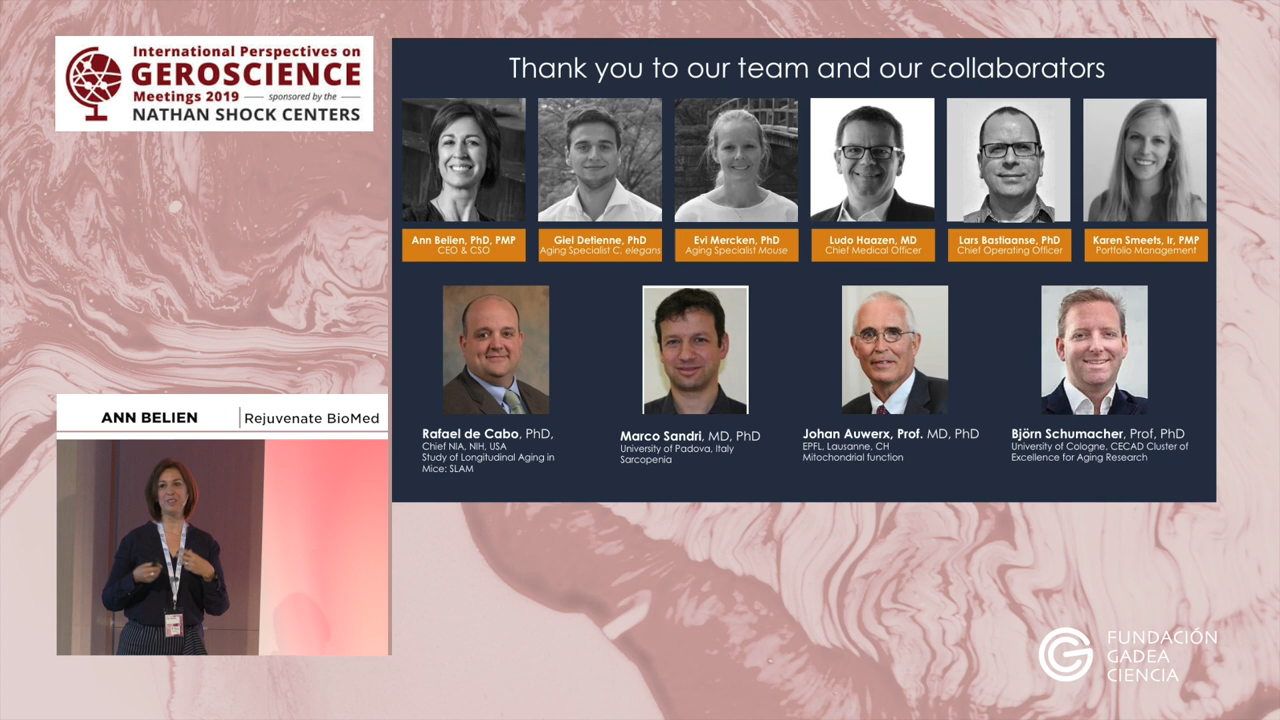 International Perspectives on
GEROSCIENCE
Meetings 2019 — sponsored by the —
NATHAN SHOCK CENTERS
Thank you to our team and our collaborators
Ann Belien, PhD, PMP
CEO & CSO
Giel Detienne, PhD
Aging Specialist C. elegans
Evi Mercken, PhD
Aging Specialist Mouse
Ludo Haazen, MD
Chief Medical Officer
Lars Bastiaanse, PhD
Chief Operating Officer
Karen Smeets, Ir, PMP
Portfolio Management
Rafael de Cabo, PhD,
Chief NIA, NIH, USA
Study of Longitudinal Aging in
Mice: SLAM
Marco Sandri, MD, PhD
University of Padova, Italy
Sarcopenia
Johan Auwerx, Prof. MD, PhD
EPFL, Lausanne, CH
Mitochondrial function
Björn Schumacher, Prof, PhD
University of Cologne, CECAD Cluster of
Excellence for Aging Research
ANN BELIEN
Rejuvenate BioMed
FUNDACIÓN
GADEA
CIENCIA